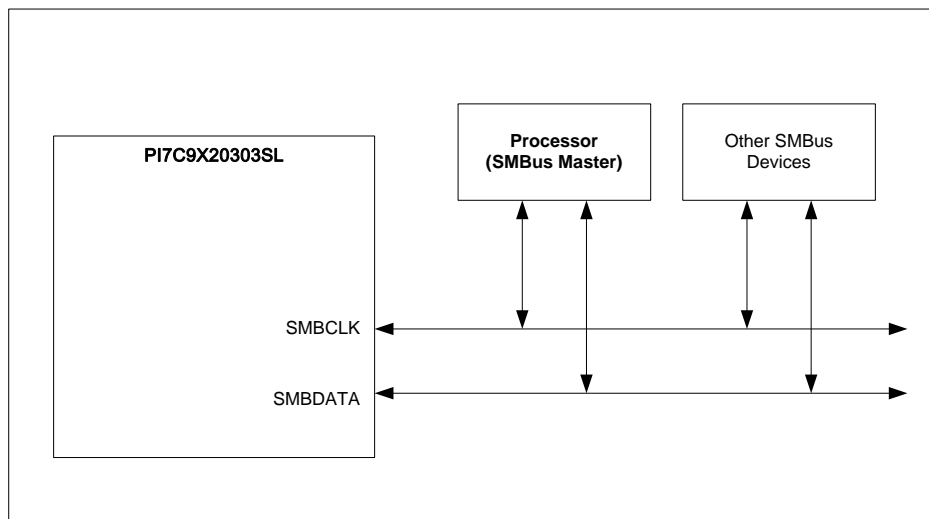 PI7C9X20303SL
Processor
(SMBus Master)
Other SMBus
Devices
SMBCLK
SMBDATA